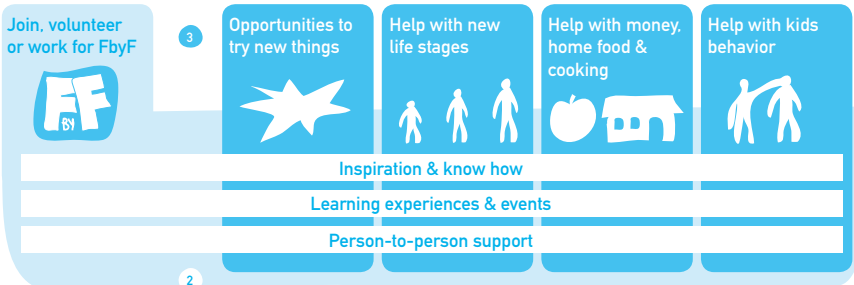 Join, volunteer
or work for FbyF
FF
BY
3
Opportunities to
try new things
Help with new
life stages
Help with money,
home food &
cooking
Help with kids
behavior
Inspiration & know how
Learning experiences & events
Person-to-person support
2